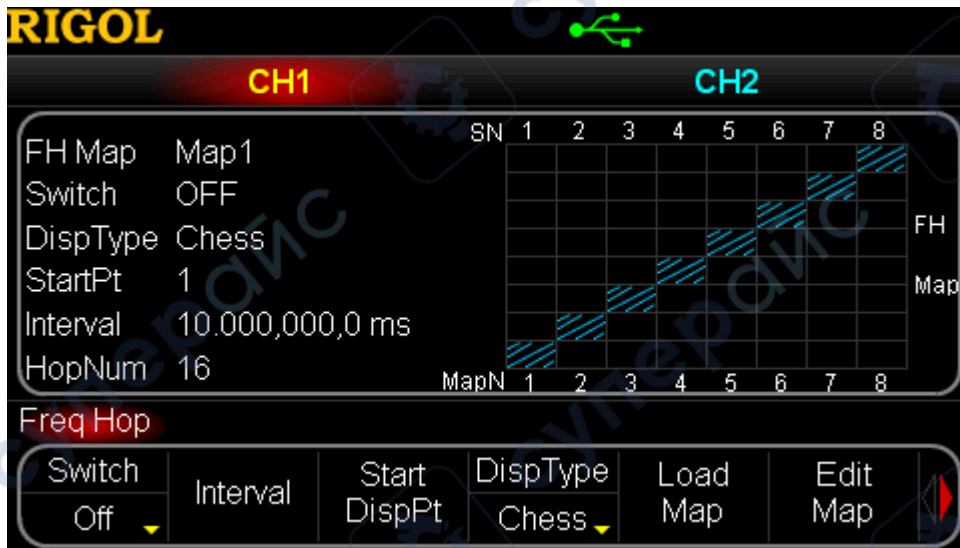 RIGOL
CH1 CH2
FH Map Map1
Switch OFF
DispType Chess
StartPt 1
Interval 10.000,000,0 ms
HopNum 16
SN 1 2 3 4 5 6 7 8
FH
Map
MapN 1 2 3 4 5 6 7 8
Freq Hop
Switch
Off
Interval
Start
DispPt
DispType
Chess
Load
Map
Edit
Map
суперайс